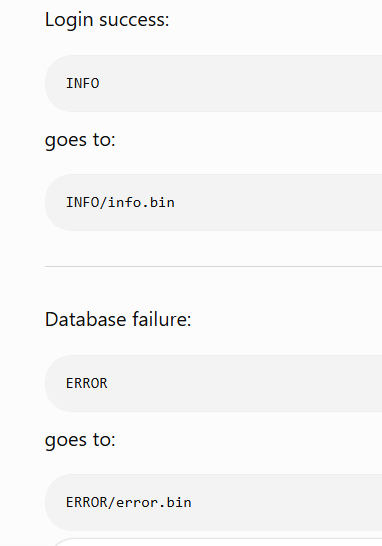 Login success:
INFO
goes to:
INFO/info.bin
Database failure:
ERROR
goes to:
ERROR/error.bin